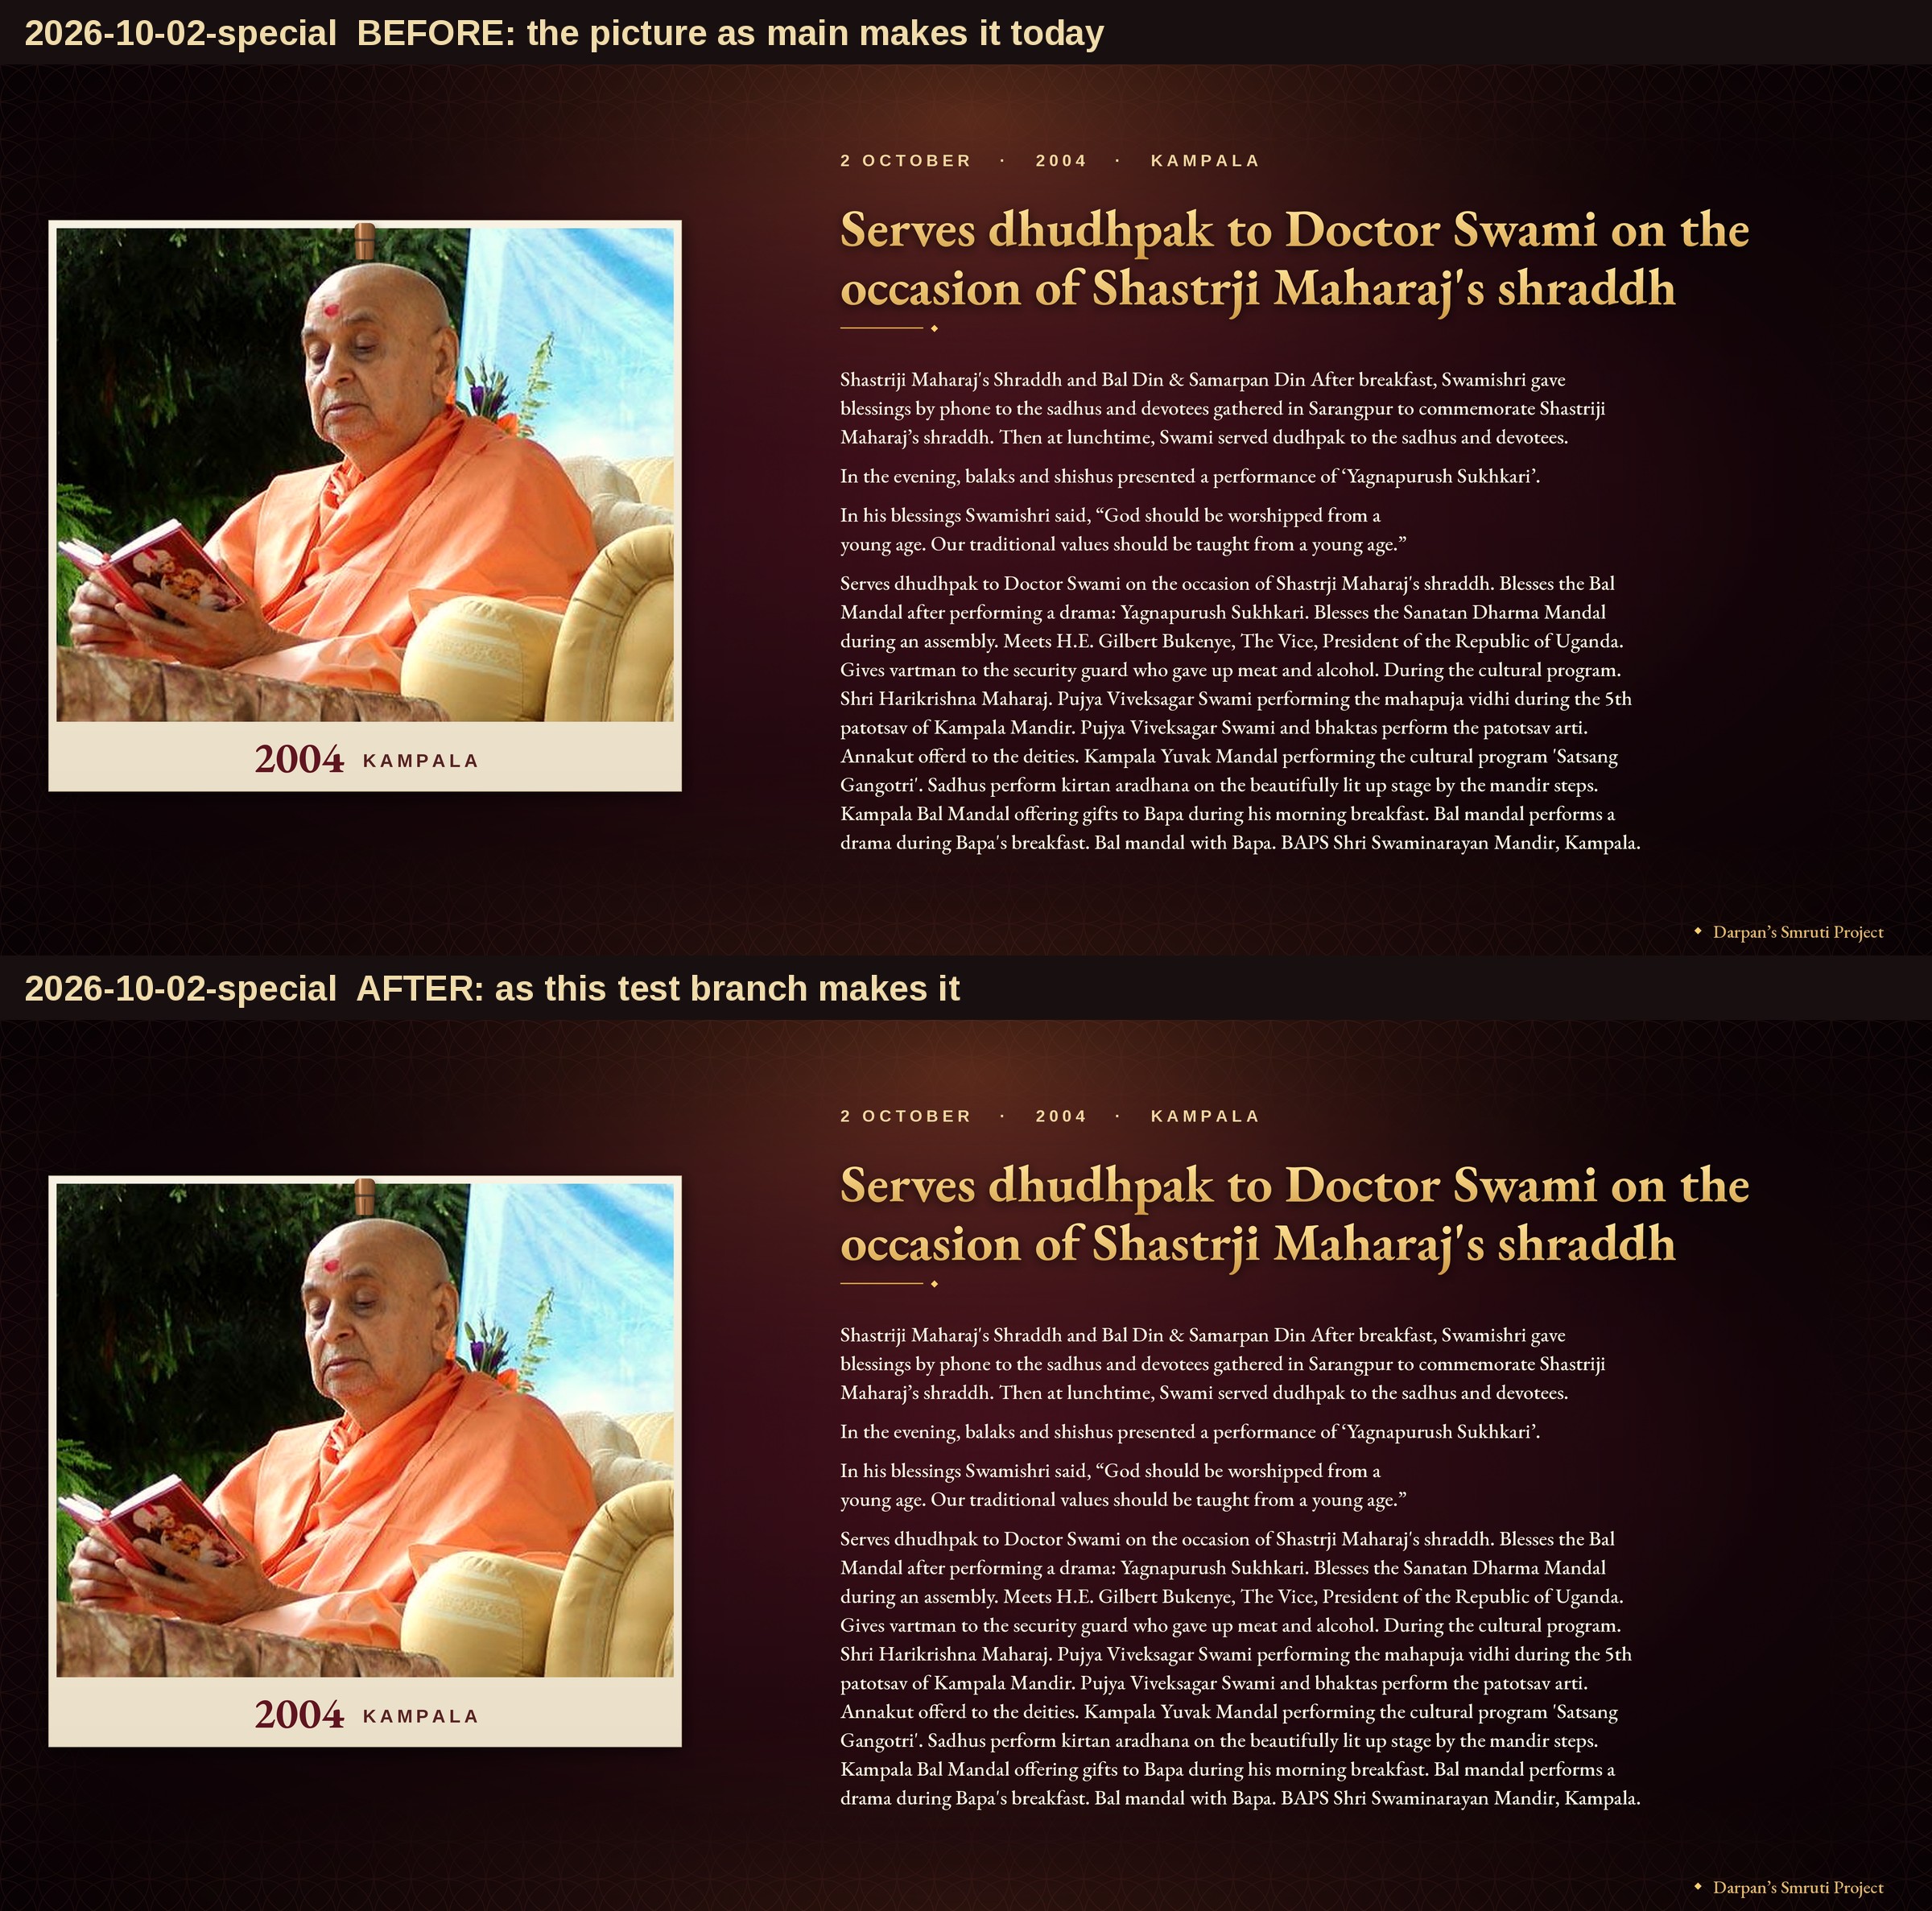 2026-10-02-special BEFORE: the picture as main makes it today
2 OCTOBER · 2004 · KAMPALA
Serves dhudhpak to Doctor Swami on the
occasion of Shastrji Maharaj's shraddh
Shastriji Maharaj's Shraddh and Bal Din & Samarpan Din After breakfast, Swamishri gave
blessings by phone to the sadhus and devotees gathered in Sarangpur to commemorate Shastriji
Maharaj’s shraddh. Then at lunchtime, Swami served dudhpak to the sadhus and devotees.
In the evening, balaks and shishus presented a performance of ‘Yagnapurush Sukhkari’.
In his blessings Swamishri said, “God should be worshipped from a
young age. Our traditional values should be taught from a young age.”
Serves dhudhpak to Doctor Swami on the occasion of Shastrji Maharaj's shraddh. Blesses the Bal
Mandal after performing a drama: Yagnapurush Sukhkari. Blesses the Sanatan Dharma Mandal
during an assembly. Meets H.E. Gilbert Bukenye, The Vice, President of the Republic of Uganda.
Gives vartman to the security guard who gave up meat and alcohol. During the cultural program.
Shri Harikrishna Maharaj. Pujya Viveksagar Swami performing the mahapuja vidhi during the 5th
patotsav of Kampala Mandir. Pujya Viveksagar Swami and bhaktas perform the patotsav arti.
Annakut offerd to the deities. Kampala Yuvak Mandal performing the cultural program 'Satsang
Gangotri'. Sadhus perform kirtan aradhana on the beautifully lit up stage by the mandir steps.
Kampala Bal Mandal offering gifts to Bapa during his morning breakfast. Bal mandal performs a
drama during Bapa's breakfast. Bal mandal with Bapa. BAPS Shri Swaminarayan Mandir, Kampala.
2004 KAMPALA
Darpan’s Smruti Project
2026-10-02-special AFTER: as this test branch makes it
2 OCTOBER · 2004 · KAMPALA
Serves dhudhpak to Doctor Swami on the
occasion of Shastrji Maharaj's shraddh
Shastriji Maharaj's Shraddh and Bal Din & Samarpan Din After breakfast, Swamishri gave
blessings by phone to the sadhus and devotees gathered in Sarangpur to commemorate Shastriji
Maharaj’s shraddh. Then at lunchtime, Swami served dudhpak to the sadhus and devotees.
In the evening, balaks and shishus presented a performance of ‘Yagnapurush Sukhkari’.
In his blessings Swamishri said, “God should be worshipped from a
young age. Our traditional values should be taught from a young age.”
Serves dhudhpak to Doctor Swami on the occasion of Shastrji Maharaj's shraddh. Blesses the Bal
Mandal after performing a drama: Yagnapurush Sukhkari. Blesses the Sanatan Dharma Mandal
during an assembly. Meets H.E. Gilbert Bukenye, The Vice, President of the Republic of Uganda.
Gives vartman to the security guard who gave up meat and alcohol. During the cultural program.
Shri Harikrishna Maharaj. Pujya Viveksagar Swami performing the mahapuja vidhi during the 5th
patotsav of Kampala Mandir. Pujya Viveksagar Swami and bhaktas perform the patotsav arti.
Annakut offerd to the deities. Kampala Yuvak Mandal performing the cultural program 'Satsang
Gangotri'. Sadhus perform kirtan aradhana on the beautifully lit up stage by the mandir steps.
Kampala Bal Mandal offering gifts to Bapa during his morning breakfast. Bal mandal performs a
drama during Bapa's breakfast. Bal mandal with Bapa. BAPS Shri Swaminarayan Mandir, Kampala.
2004 KAMPALA
Darpan’s Smruti Project